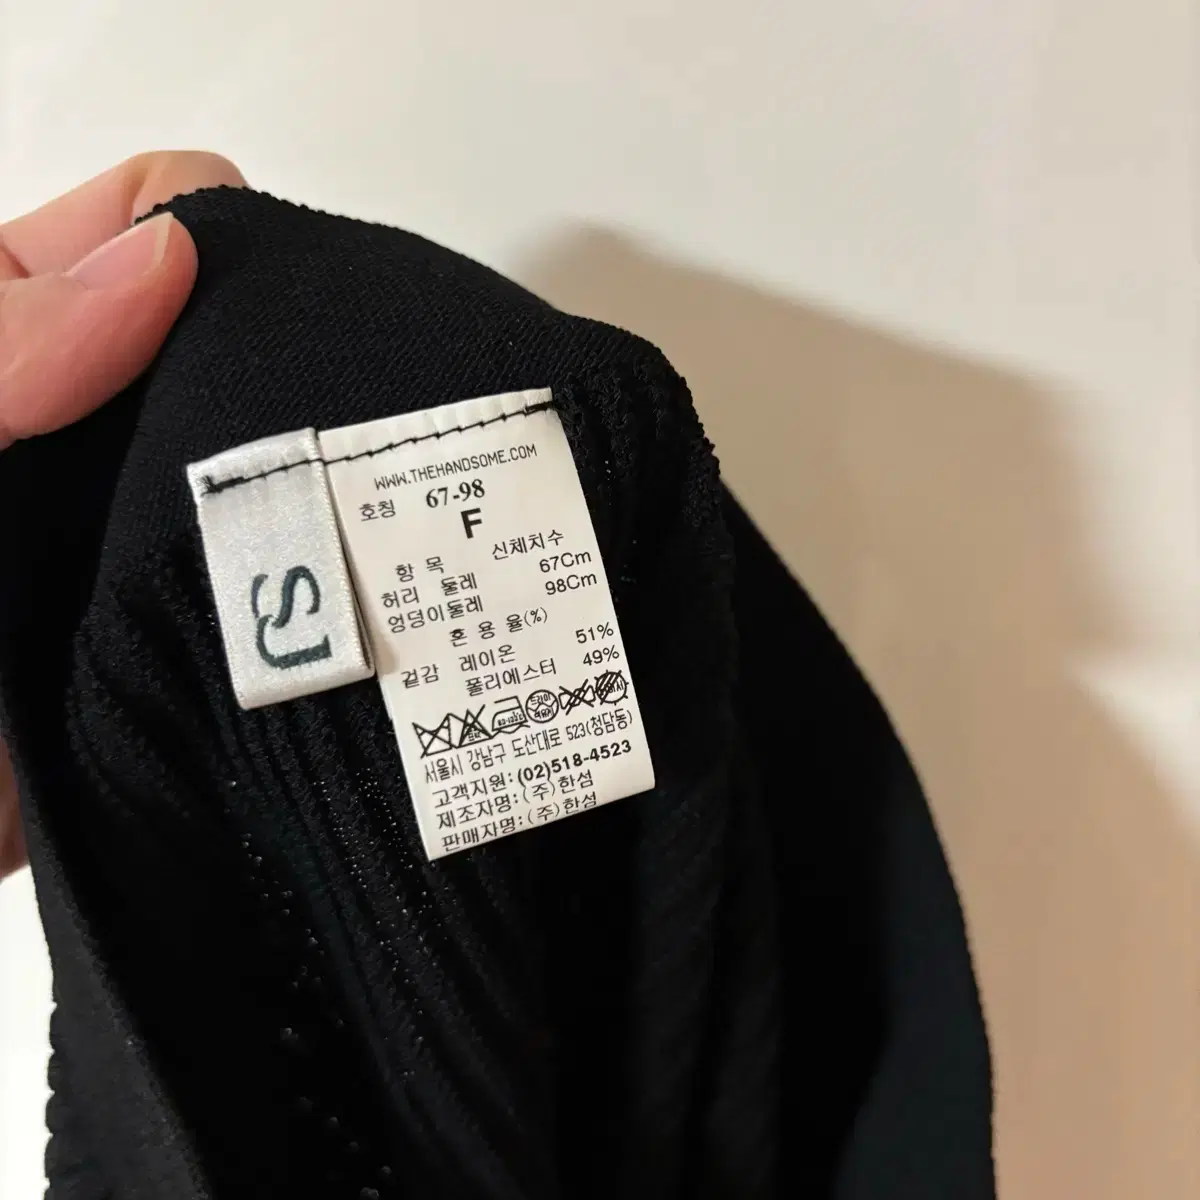 SJ
WWW.THEHANDSOME.COM
호칭 67-98
F
항 목 신체치수
허리 둘레 67Cm
엉덩이둘레 98Cm
혼 용 율(%)
겉감 레이온 51%
폴리에스터 49%
서울시 강남구 도산대로 523(청담동)
고객지원:(02)518-4523
제조자명:(주)한섬
판매자명:(주)한섬